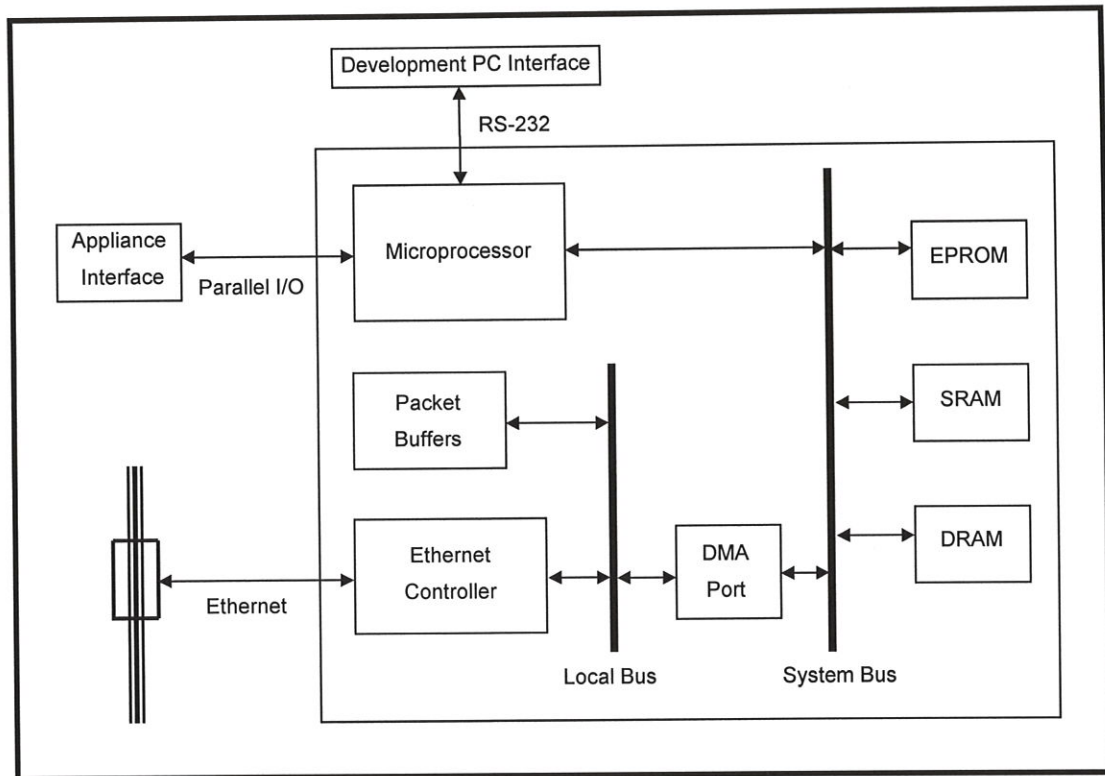 Development PC Interface
RS-232
Appliance
Interface
Parallel I/O
Microprocessor
EPROM
Packet
Buffers
SRAM
Ethernet
Controller
DMA
Port
DRAM
Ethernet
Local Bus
System Bus